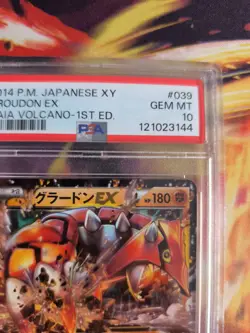 014 P.M. JAPANESE XY #039
ROUDON EX GEM MT
AIA VOLCANO-1ST ED. 10
PSA 121023144
グラードンEX HP180